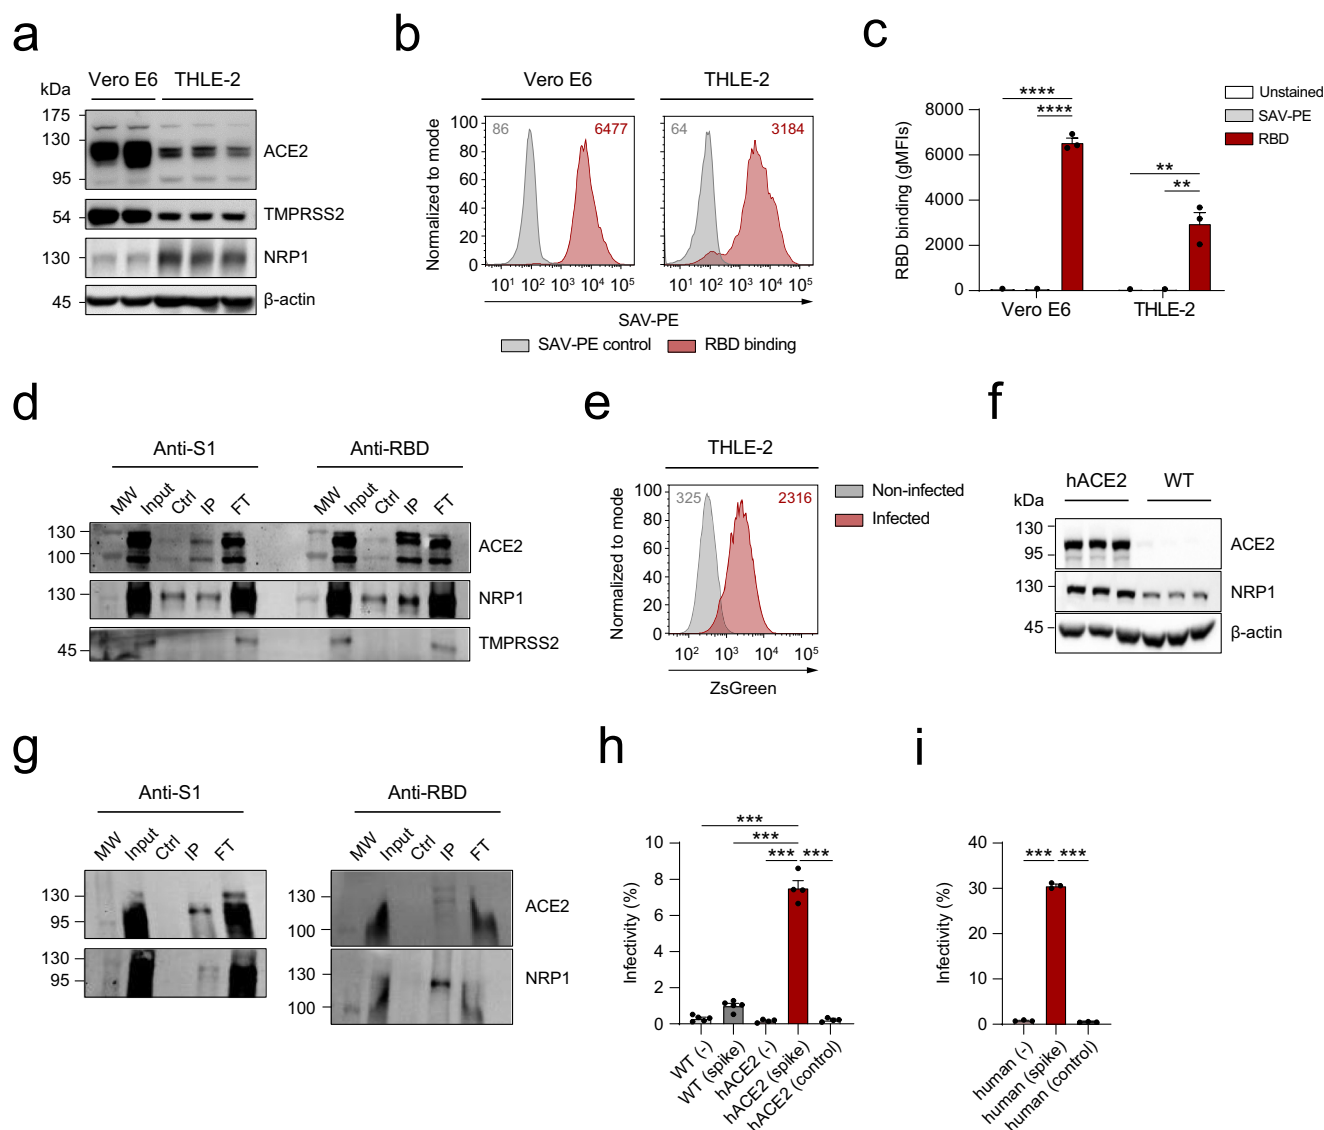 a
kDa
Vero E6 THLE-2
175
130
95
54
130
45
ACE2
TMPRSS2
NRP1
β-actin
b
Vero E6 THLE-2
Normalized to mode
100
80
60
40
20
0
86 6477
64 3184
10¹ 10² 10³ 10⁴ 10⁵
10¹ 10² 10³ 10⁴ 10⁵
SAV-PE
SAV-PE control RBD binding
c
RBD binding (gMFIs)
8000
6000
4000
2000
0
****
****
**
**
Vero E6 THLE-2
Unstained
SAV-PE
RBD
d
Anti-S1 Anti-RBD
MW Input Ctrl IP FT MW Input Ctrl IP FT
130
100
130
45
ACE2
NRP1
TMPRSS2
e
THLE-2
Normalized to mode
100
80
60
40
20
0
325 2316
10² 10³ 10⁴ 10⁵
ZsGreen
Non-infected
Infected
f
hACE2 WT
kDa
130
95
130
45
ACE2
NRP1
β-actin
g
Anti-S1 Anti-RBD
MW Input Ctrl IP FT MW Input Ctrl IP FT
130
95
130
95
130
100
130
100
ACE2
NRP1
h
Infectivity (%)
10
8
6
4
2
0
***
***
*** ***
WT (-)
WT (spike)
hACE2 (-)
hACE2 (spike)
hACE2 (control)
i
Infectivity (%)
40
30
20
10
0
*** ***
human (-)
human (spike)
human (control)